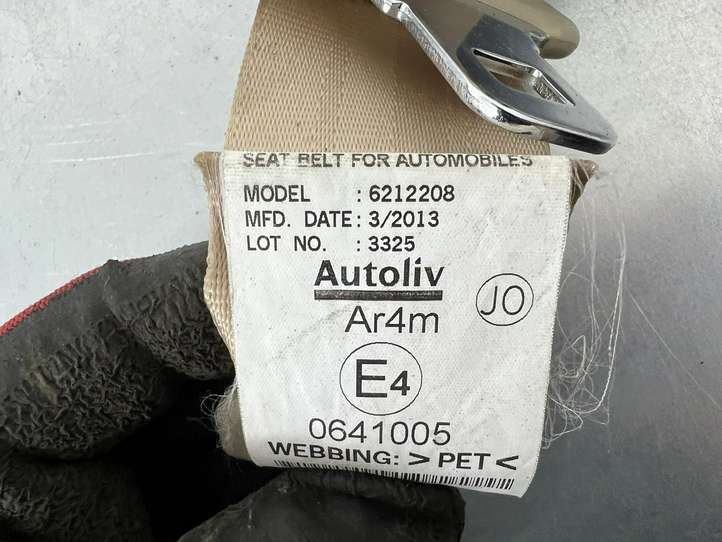 SEAT BELT FOR AUTOMOBILES
MODEL : 6212208
MFD. DATE : 3/2013
LOT NO. : 3325
Autoliv
JO
Ar4m
E4
0641005
WEBBING: > PET <